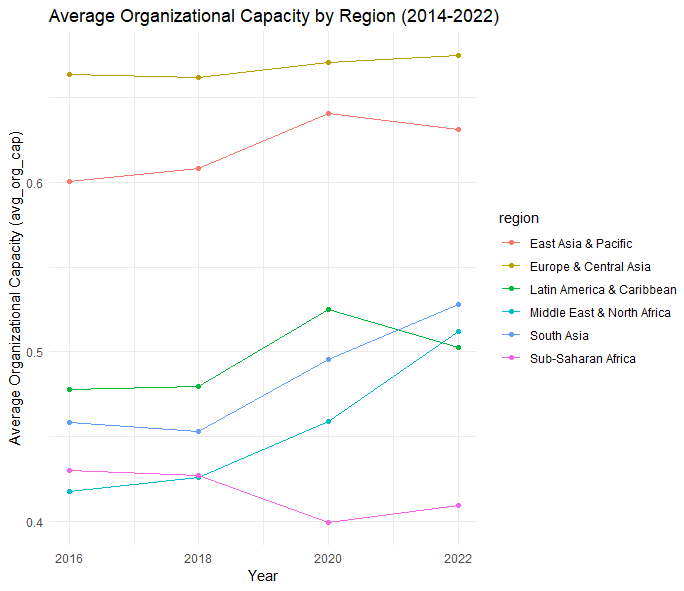 Average Organizational Capacity by Region (2014-2022)
Average Organizational Capacity (avg_org_cap)
0.6
0.5
0.4
2016 2018 2020 2022
Year
region
East Asia & Pacific
Europe & Central Asia
Latin America & Caribbean
Middle East & North Africa
South Asia
Sub-Saharan Africa